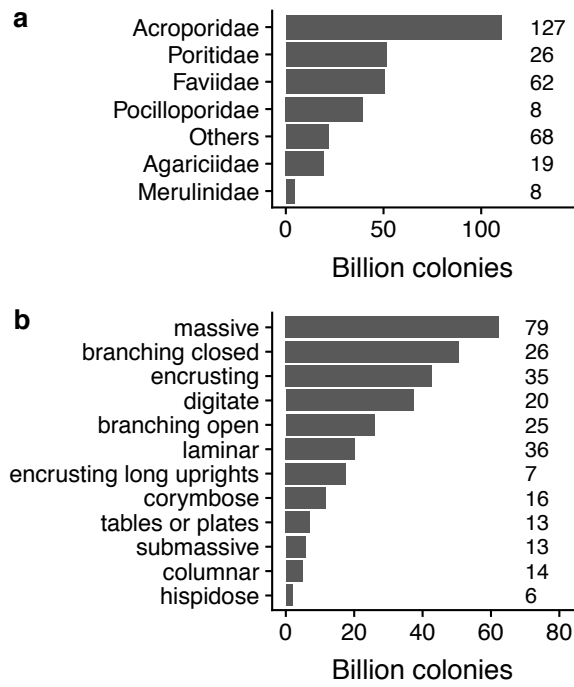 a
Acroporidae 127
Poritidae 26
Faviidae 62
Pocilloporidae 8
Others 68
Agariciidae 19
Merulinidae 8
0 50 100
Billion colonies
b
massive 79
branching closed 26
encrusting 35
digitate 20
branching open 25
laminar 36
encrusting long uprights 7
corymbose 16
tables or plates 13
submassive 13
columnar 14
hispidose 6
0 20 40 60 80
Billion colonies